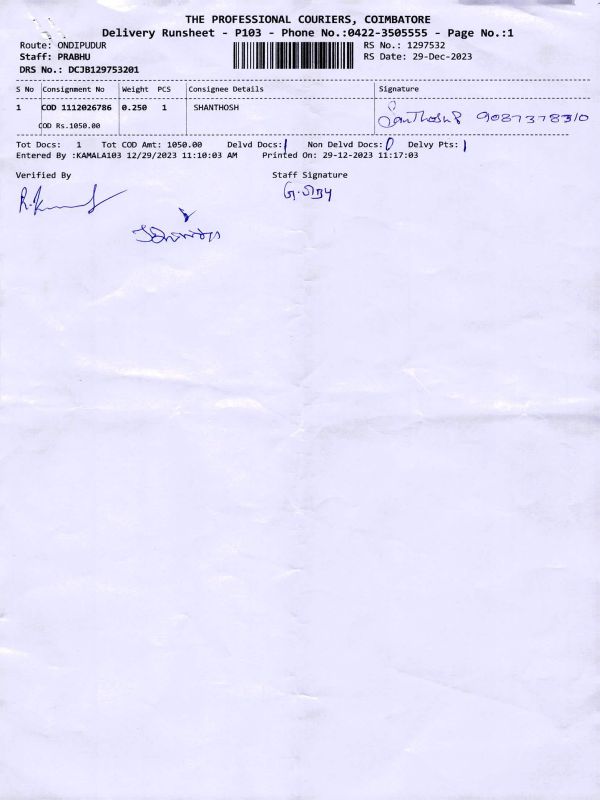 THE PROFESSIONAL COURIERS, COIMBATORE
Delivery Runsheet - P103 - Phone No.:0422-3505555 - Page No.:1
Route: ONDIPUDUR RS No.: 1297532
Staff: PRABHU RS Date: 29-Dec-2023
DRS No.: DCJB129753201
S No Consignment No Weight PCS Consignee Details Signature
1 COD 1112026786 0.250 1 SHANTHOSH 9087378310
COD Rs.1050.00
Tot Docs: 1 Tot COD Amt: 1050.00 Delvd Docs: 1 Non Delvd Docs: 0 Delvy Pts: 1
Entered By :KAMALA103 12/29/2023 11:10:03 AM Printed On: 29-12-2023 11:17:03
Verified By Staff Signature